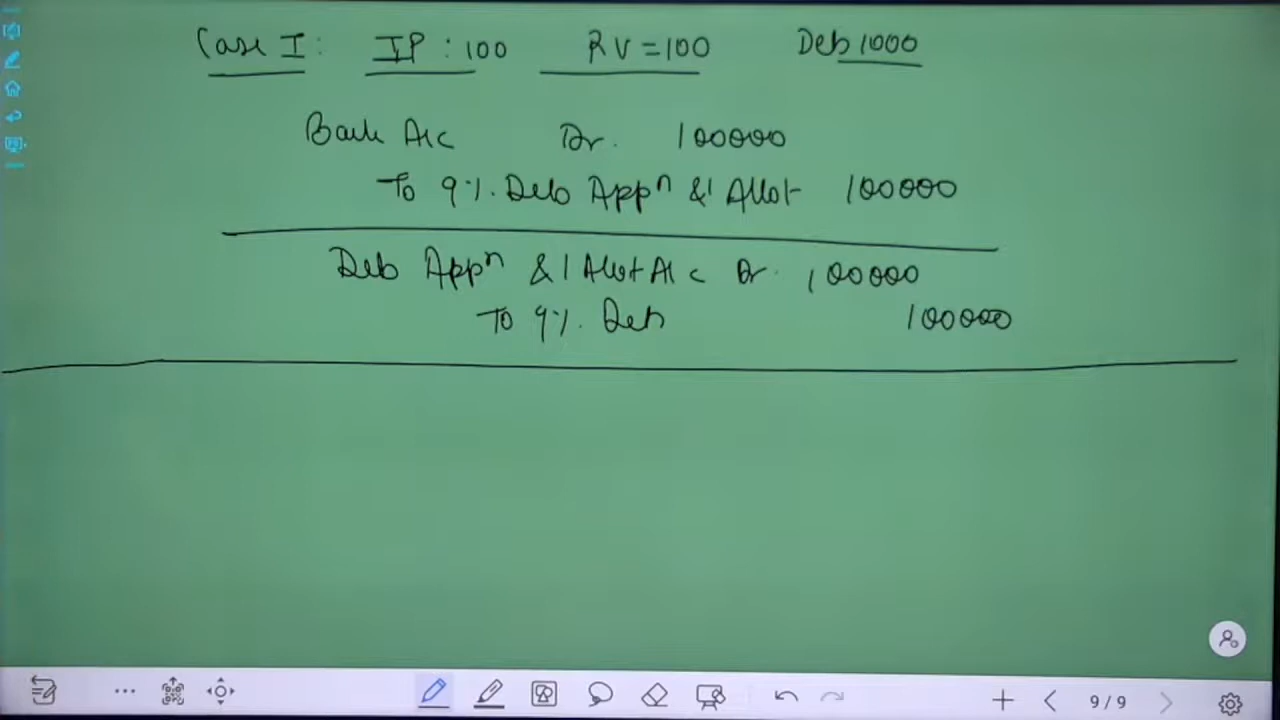 Case I : IP : 100 RV = 100 Deb 1000
Bank A/c Dr. 100000
To 9%. Deb Appⁿ & Allot 100000
Deb Appⁿ & Allot A/c Dr. 100000
To 9%. Deb 100000
9/9